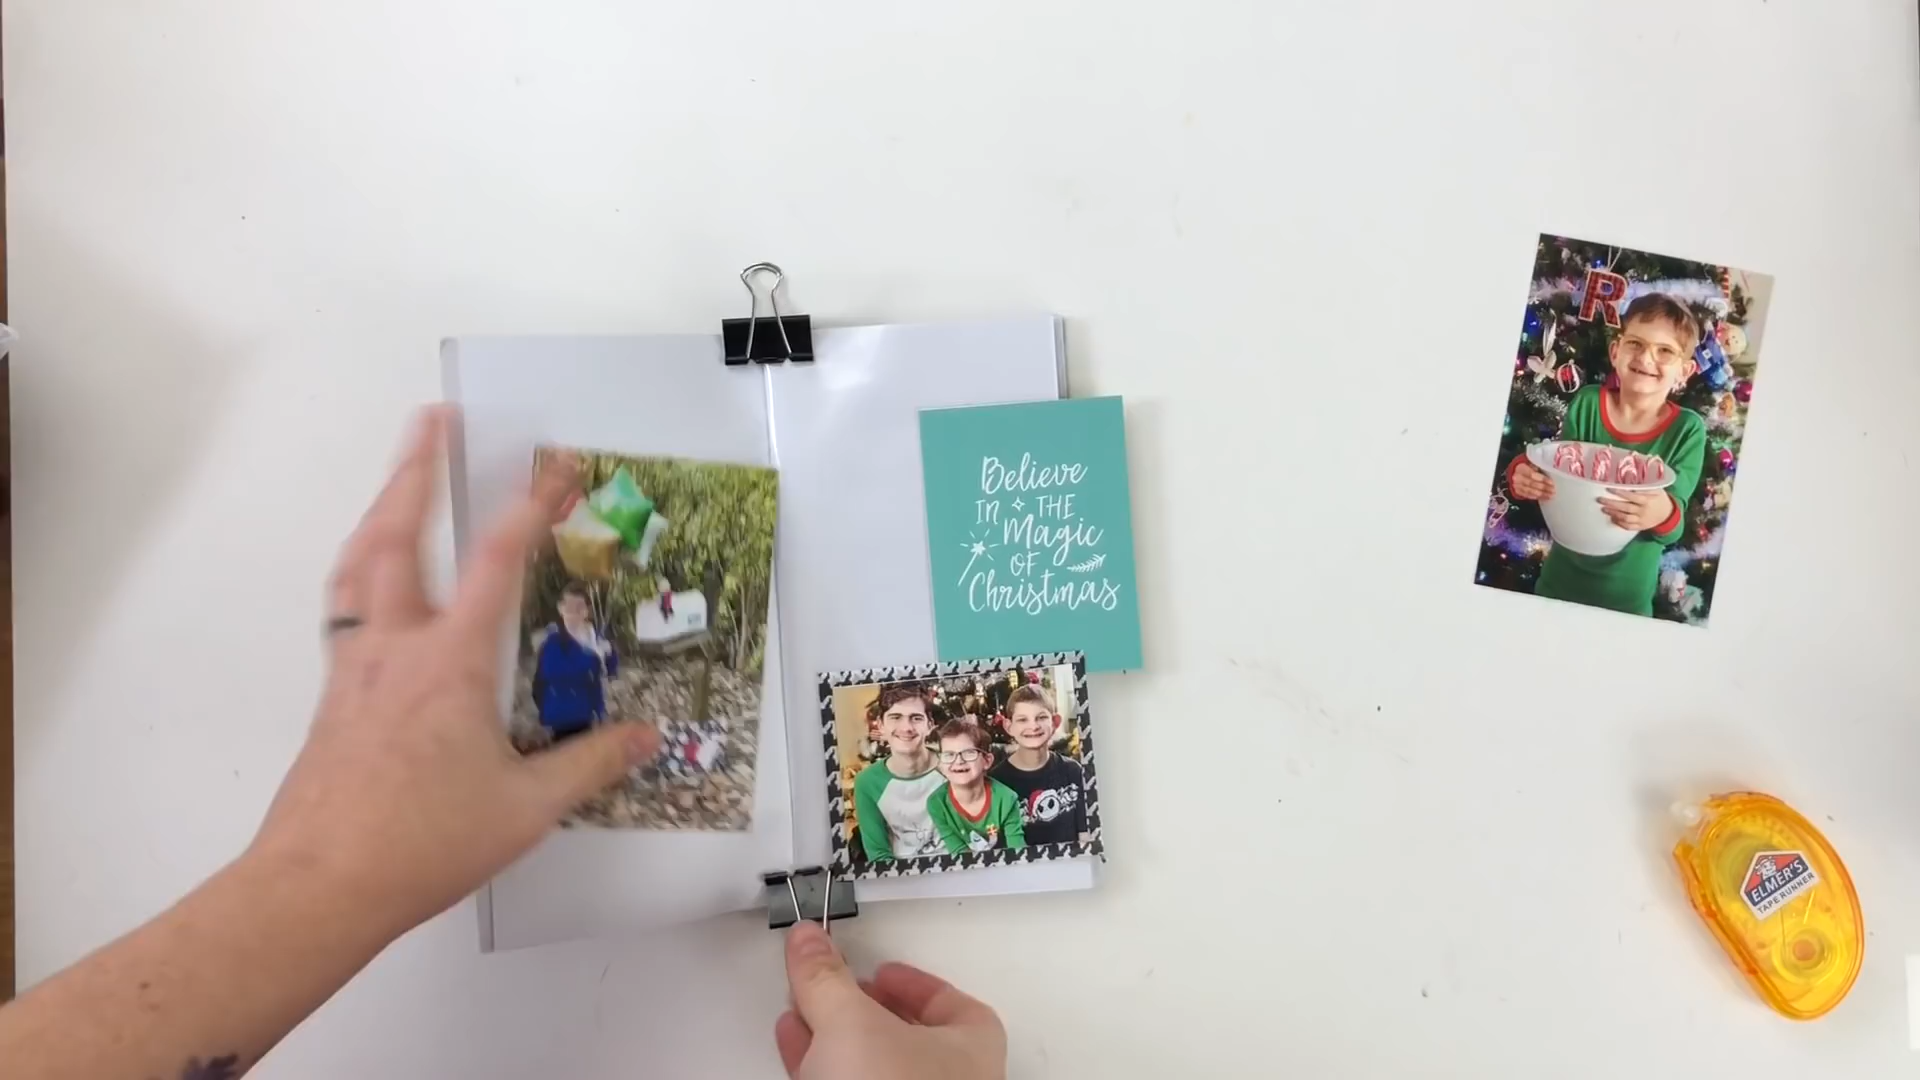 R
Believe
In THE
Magic
OF
Christmas
ELMER'S
TAPE RUNNER